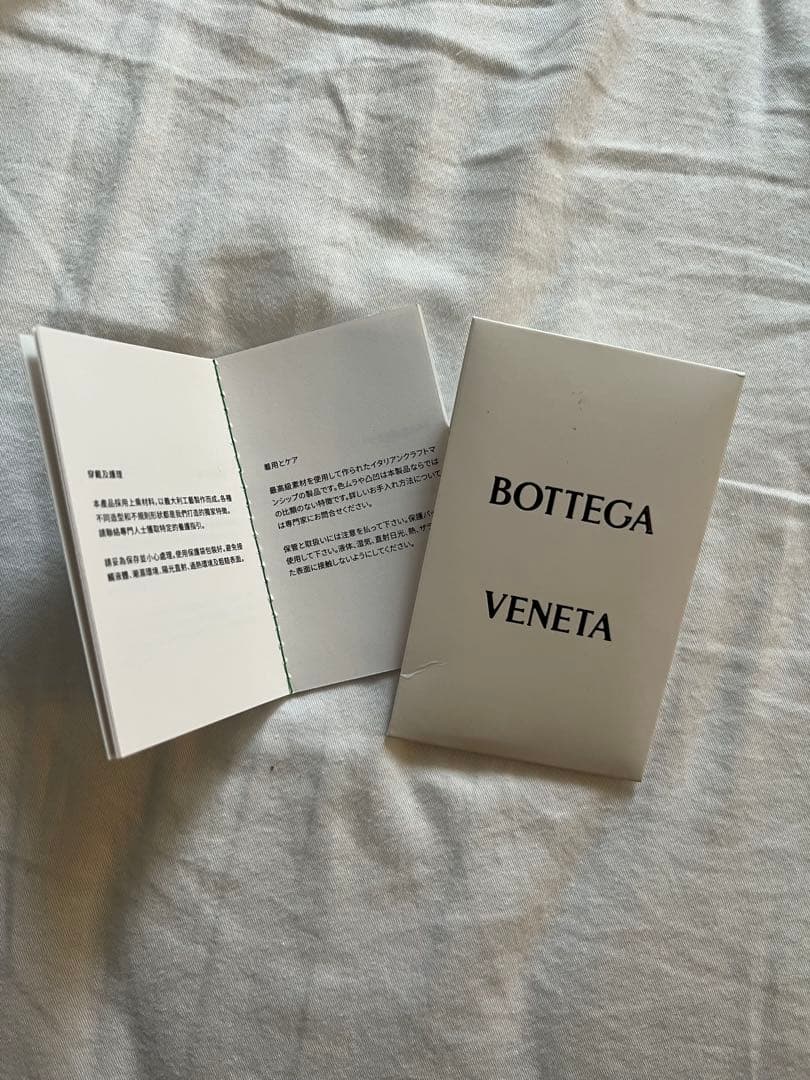 穿戴及護理
本產品採用上乘材料，以義大利工藝製作而成。各種
不同造型和不規則形狀都是我們打造的獨家特徵。
請聯絡專門人士獲取特定的養護指引。
請妥為保存並小心處理。使用保護袋包裝好。避免接
觸液體、潮濕環境、陽光直射、過熱環境及粗糙表面。
着用とケア
最高級素材を使用して作られたイタリアンクラフトマ
ンシップの製品です。色ムラや凸凹は本製品ならでは
の比類のない特徴です。詳しいお手入れ方法について
は専門家にお問合せください。
保管と取扱いには注意を払って下さい。保護バッ
使用して下さい。液体、湿気、直射日光、熱、ザラ
た表面に接触しないようにしてください。
BOTTEGA
VENETA